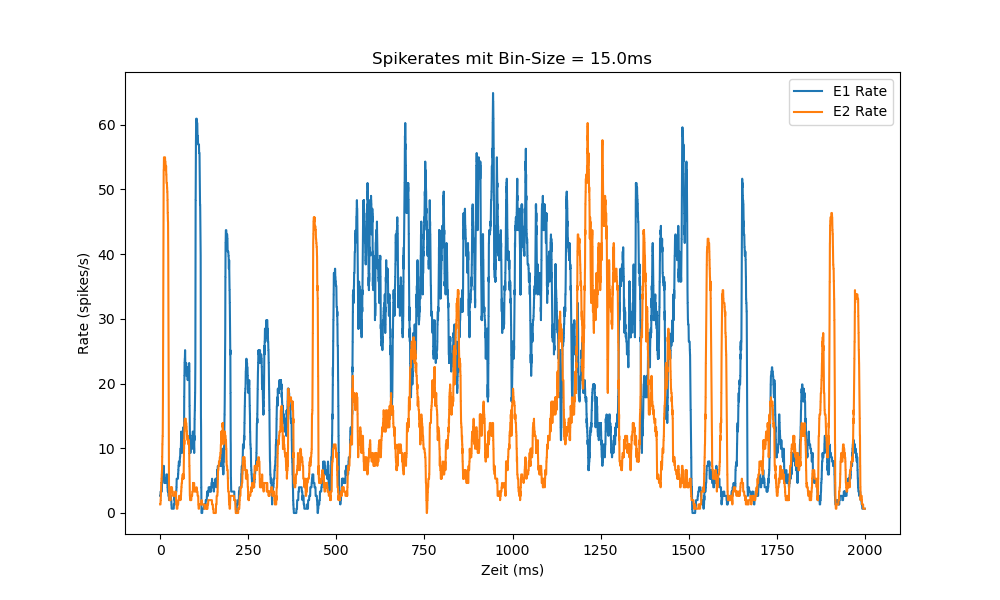 Spikerates mit Bin-Size = 15.0ms
E1 Rate
E2 Rate
Rate (spikes/s)
60
50
40
30
20
10
0
0 250 500 750 1000 1250 1500 1750 2000
Zeit (ms)